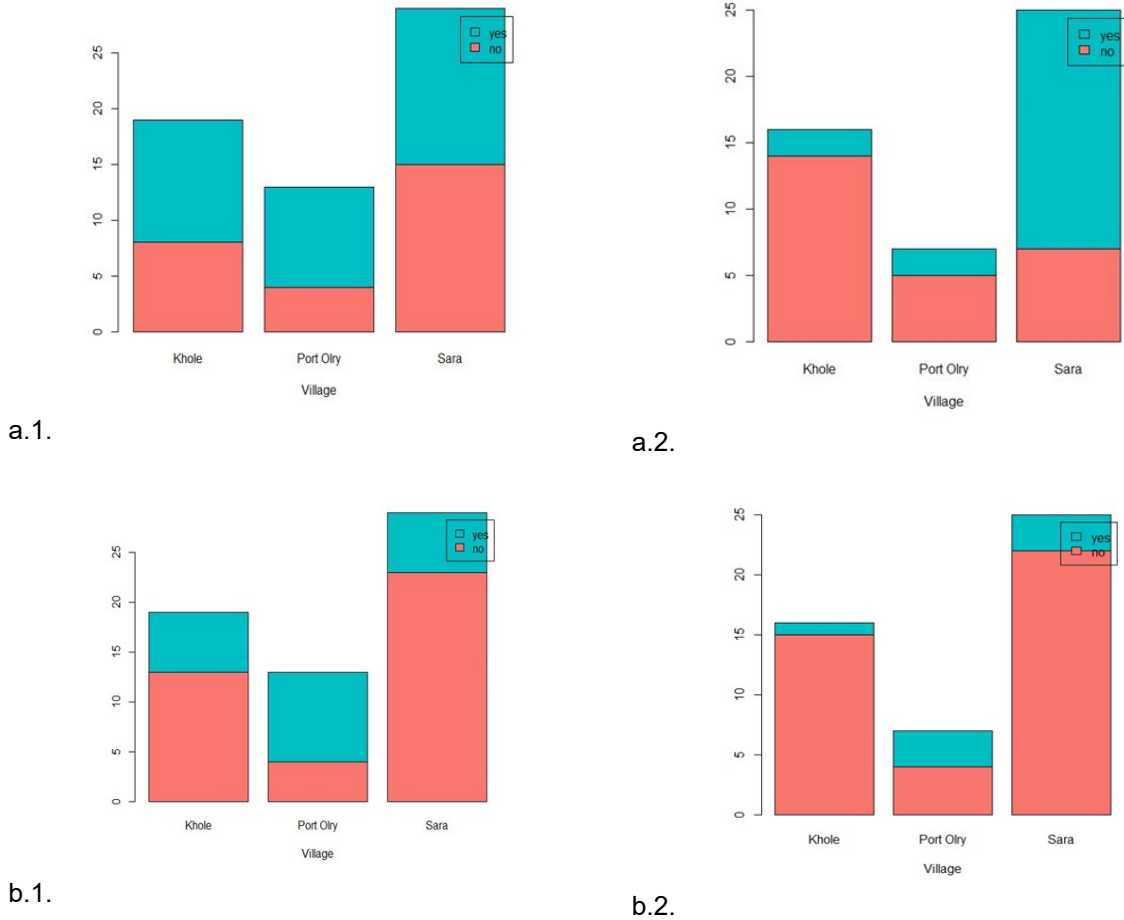 yes
no
25
20
15
10
5
0
Khole Port Olry Sara
Village
a.1.
yes
no
25
20
15
10
5
0
Khole Port Olry Sara
Village
a.2.
yes
no
25
20
15
10
5
0
Khole Port Olry Sara
Village
b.1.
yes
no
25
20
15
10
5
0
Khole Port Olry Sara
Village
b.2.